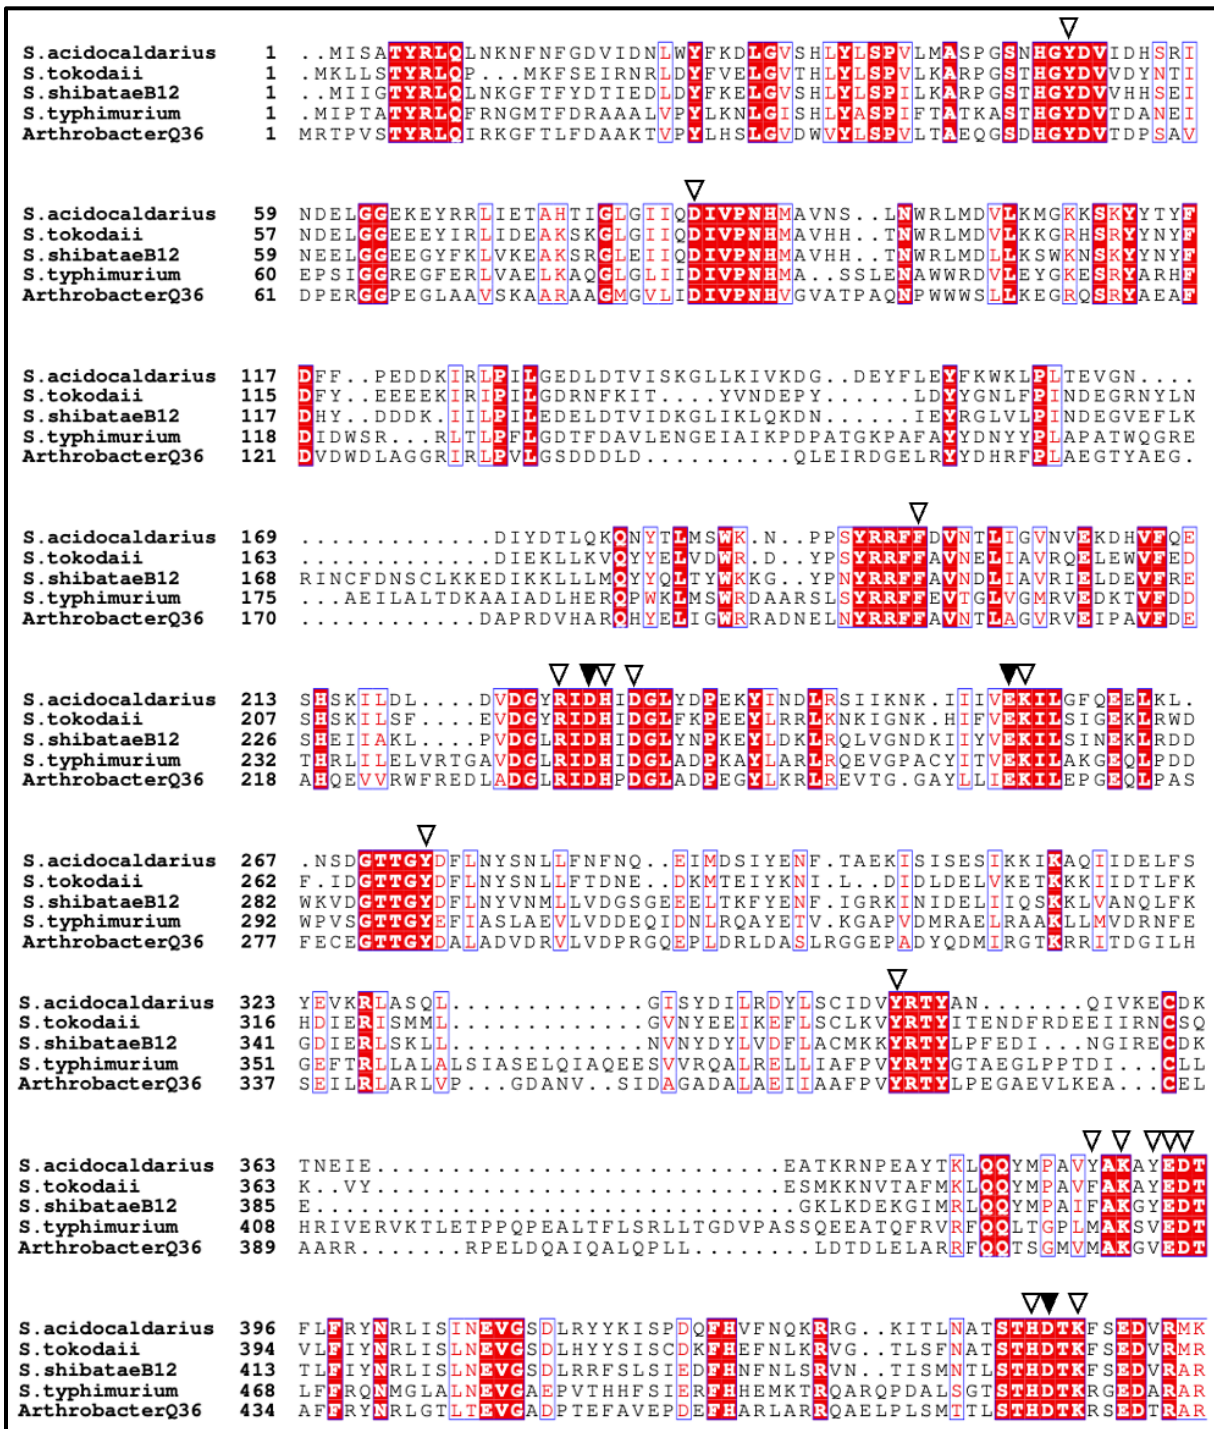 S.acidocaldarius 1 ..MISATYRLQLNKNFNFGDVIDNLWYFKDLGVSHLYLSPVLMASPGSNHGYDVIDHSRI
S.tokodaii 1 .MKLLSTYRLQP...MKFSEIRNRLDYFVELGVTHLYLSPVLKARPGSTHGYDVVDYNTI
S.shibataeB12 1 ..MIIGTYRLQLNKGFTFYDTIEDLDYFKELGVSHLYLSPILKARPGSTHGYDVVHHSEI
S.typhimurium 1 .MIPTATYRLQFRNGMTFDRAAALVPYLKNLGISHLYASPIFTATKASTHGYDVTDANEI
ArthrobacterQ36 1 MRTPVSTYRLQIRKGFTLFDAAKTVPYLHSLGVDWVYLSPVLTAEQGSDHGYDVTDPSAV
S.acidocaldarius 59 NDELGGEKEYRRLIETAHTIGLGIIQDIVPNHMAVNS..LNWRLMDVLKMGKKSKYYTYF
S.tokodaii 57 NDELGGEEEYIRLIDEAKSKGLGIIQDIVPNHMAVHH..TNWRLMDVLKKGRHSRYYNYF
S.shibataeB12 59 NEELGGEEGYFKLVKEAKSRGLEIIQDIVPNHMAVHH..TNWRLMDLLKSWKNSKYYNYF
S.typhimurium 60 EPSIGGREGFERLVAELKAQGLGLIIDIVPNHMA..SSLENAWWRDVLEYGKESRYARHF
ArthrobacterQ36 61 DPERGGPEGLAAVSKAARAAGMGVLIDIVPNHVGVATPAQNPWWWSLLKEGRQSRYAEAF
S.acidocaldarius 117 DFF..PEDDKIRLPILGEDLDTVISKGLLKIVKDG..DEYFLEYFKWKLPLTEVGN....
S.tokodaii 115 DFY..EEEEKIRIPILGDRNFKIT....YVNDEPY......LDYYGNLFPINDEGRNYLN
S.shibataeB12 117 DHY..DDDK.IILPILEDELDTVIDKGLIKLQKDN......IEYRGLVLPINDEGVEFLK
S.typhimurium 118 DIDWSR...RLTLPFLGDTFDAVLENGEIAIKPDPATGKPAFAYYDNYYPLAPATWQGRE
ArthrobacterQ36 121 DVDWDLAGGRIRLPVLGSDDDLD..........QLEIRDGELRYYDHRFPLAEGTYAEG.
S.acidocaldarius 169 .............DIYDTLQKQNYTLMSWK.N..PPSYRRFFDVNTLIGVNVEKDHVFQE
S.tokodaii 163 .............DIEKLLKVQYYELVDWR.D..YPSYRRFFAVNTLIAVRQELEWVFED
S.shibataeB12 168 RINCFDNSCLKKEDIKKLLLMQYYQLTYWKKG..YPNYRRFFAVNDLIAVRIELDEVFRE
S.typhimurium 175 ...AEILALTDKAAIADLHERQPWKLMSWRDAARSLSYRRFFEVTGLVGMRVEDKTVFDD
ArthrobacterQ36 170 .............DAPRDVHARQHYELIGWRRADNELNYRRFFAVNTLAGVRVEIPAVFDE
S.acidocaldarius 213 SHSKILDL....DVDGYRIDHIDGLYDPEKYINDLRSIIKNK.IIIVEKILGFQEELKL.
S.tokodaii 207 SHSKILSF....EVDGYRIDHIDGLFKPEEYLRRLKNKIGNK.HIFVEKILSIGEKLRWD
S.shibataeB12 226 SHEIIAKL....PVDGLRIDHIDGLYNPKEYLDKLRQLVGNDKIIYVEKILSINEKLRDD
S.typhimurium 232 THRLILELVRTGAVDGLRIDHIDGLADPKAYLARLRQEVGPACYITVEKILAKGEQLPDD
ArthrobacterQ36 218 AHQEVVRWFREDLADGLRIDHPDGLADPEGYLKRLREVTG.GAYLLIEKILEPGEQLPAS
S.acidocaldarius 267 .NSDGTTGYDFLNYSNLLFNFNQ..EIMDSIYENF.TAEKISISESIKKIKAQIIDELFS
S.tokodaii 262 F.IDGTTGYDFLNYSNLLFTDNE..DKMTEIYKNI.L..DIDLDELVKETKKKIIDTLFK
S.shibataeB12 282 WKVDGTTGYDFLNYVNMLLVDGSGEEELTKFYENF.IGRKINIDELIIQSKKLVANQLFK
S.typhimurium 292 WPVSGTTGYEFIASLAEVLVDDEQIDNLRQAYETV.KGAPVDMRAELRAAKLLMVDRNFE
ArthrobacterQ36 277 FECEGTTGYDALADVDRVLVDPRGQEPLDRLDASLRGGEPADYQDMIRGTKRRITDGILH
S.acidocaldarius 323 YEVKRLASQL.............GISYDILRDYLSCIDVYRTYAN.......QIVKECDK
S.tokodaii 316 HDIERISMML.............GVNYEEIKEFLSCLKVYRTYITENDFRDEEIIRNCSQ
S.shibataeB12 341 GDIERLSKLL.............NVNYDYLVDFLACMKKYRTYLPFEDI...NGIRECDK
S.typhimurium 351 GEFTRLLALALSIASELQIAQEESVVRQALRELLIAFPVYRTYGTAEGLPPTDI...CLL
ArthrobacterQ36 337 SEILRLARLVP...GDANV..SIDAGADALAEIIAAFPVYRTYLPEGAEVLKEA...CEL
S.acidocaldarius 363 TNEIE...........................EATKRNPEAYTKLQQYMPAVYAKAYEDT
S.tokodaii 363 K..VY...........................ESMKKNVTAFMKLQQYMPAVFAKAYEDT
S.shibataeB12 385 E..............................GKLKDEKGIMRLQQYMPAIFAKGYEDT
S.typhimurium 408 HRIVERVKTLETPPQPEALTFLSRLLTGDVPASSQEEATQFRVRFQQLTGPLMAKSVEDT
ArthrobacterQ36 389 AARR.......RPELDQAIQALQPLL........LDTDLELARRFQQTSGMVMAKGVEDT
S.acidocaldarius 396 FLFRYNRLISINEVGSDLRYYKISPDQFHVFNQKRRG..KITLNATSTHDTKFSEDVRMK
S.tokodaii 394 VLFIYNRLISLNEVGSDLHYYSISCDKFHEFNLKRVG..TLSFNATSTHDTKFSEDVRMR
S.shibataeB12 413 TLFIYNRLISLNEVGSDLRRFSLSIEDFHNFNLSRVN..TISMNTLSTHDTKFSEDVRAR
S.typhimurium 468 LFFRQNMGLALNEVGAEPVTHHFSIERFHHEMKTRQARQPDALSGTSTHDTKRGEDARAR
ArthrobacterQ36 434 AFFRYNRLGTLTEVGADPTEFAVEPDEFHARLARRQAELPLSMTTLSTHDTKRSEDTRAR